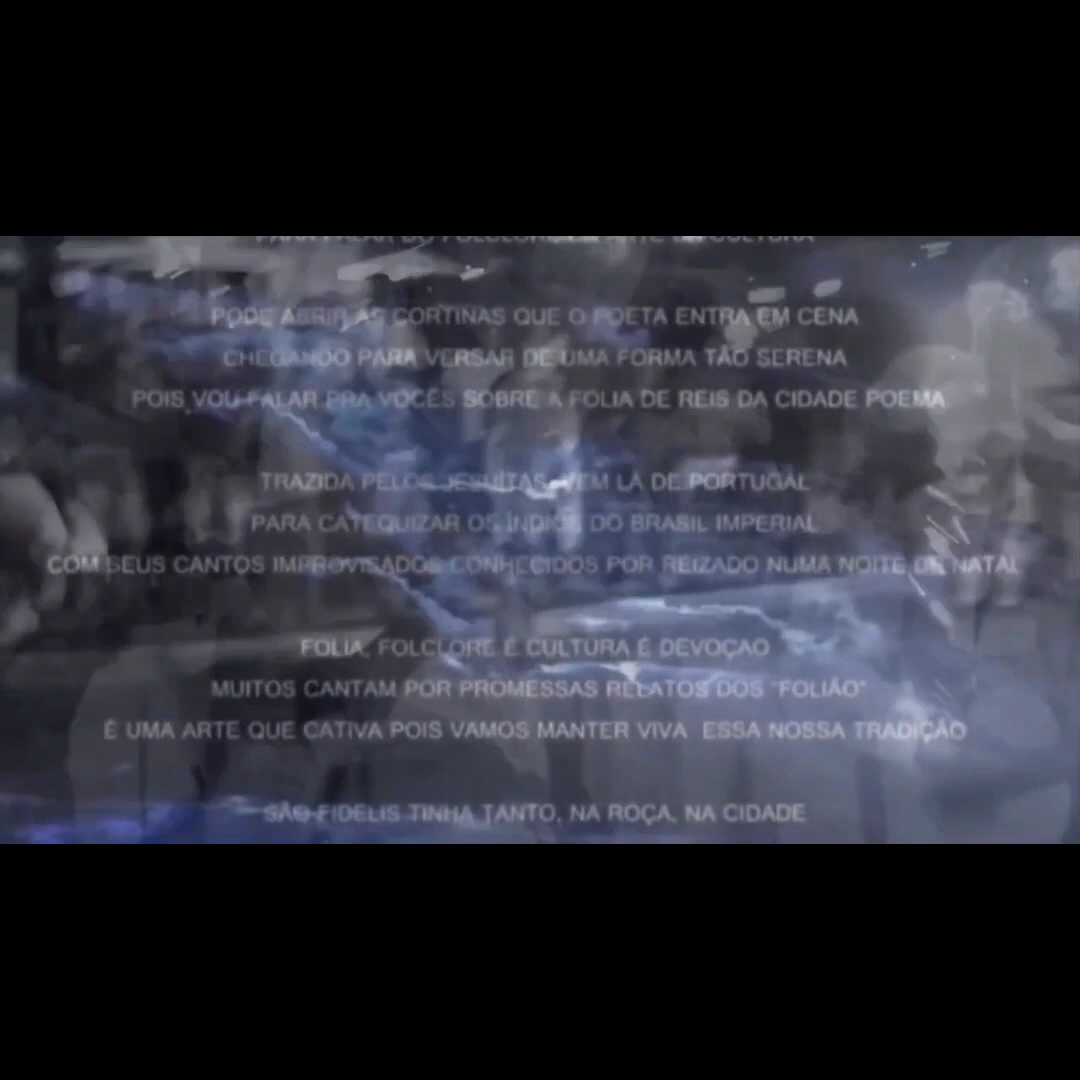 PARA FALAR DO FOLCLORE
PODE ABRIR AS CORTINAS QUE O POETA ENTRA EM CENA
CHEGANDO PARA VERSAR DE UMA FORMA TÃO SERENA
POIS VOU FALAR PRA VOCÊS SOBRE A FOLIA DE REIS DA CIDADE POEMA
TRAZIDA PELOS JESUÍTAS VEM LÁ DE PORTUGAL
PARA CATEQUIZAR OS ÍNDIOS DO BRASIL IMPERIAL
COM SEUS CANTOS IMPROVISADOS CONHECIDOS POR REIZADO NUMA NOITE DE NATAL
FOLIA, FOLCLORE É CULTURA É DEVOÇÃO
MUITOS CANTAM POR PROMESSAS RELATOS DOS "FOLIÃO"
É UMA ARTE QUE CATIVA POIS VAMOS MANTER VIVA ESSA NOSSA TRADIÇÃO
SÃO FIDELIS TINHA TANTO, NA ROÇA, NA CIDADE